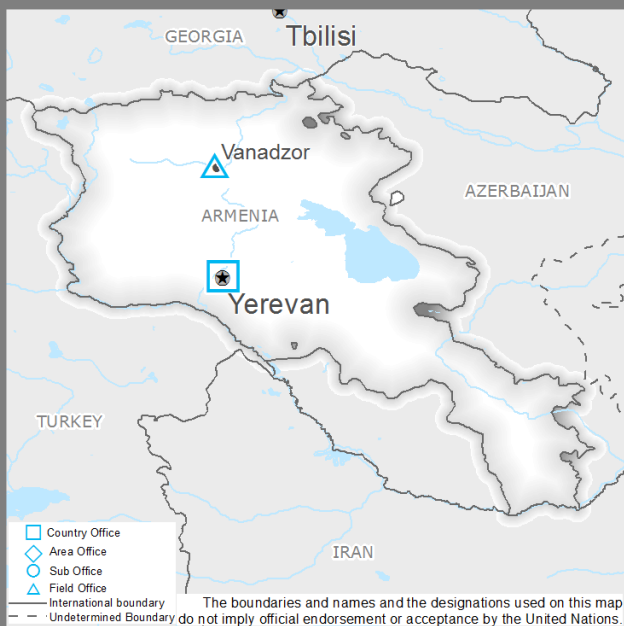 GEORGIA
Tbilisi
Vanadzor
AZERBAIJAN
ARMENIA
Yerevan
TURKEY
IRAN
Country Office
Area Office
Sub Office
Field Office
International boundary
Undetermined Boundary
The boundaries and names and the designations used on this map
do not imply official endorsement or acceptance by the United Nations.